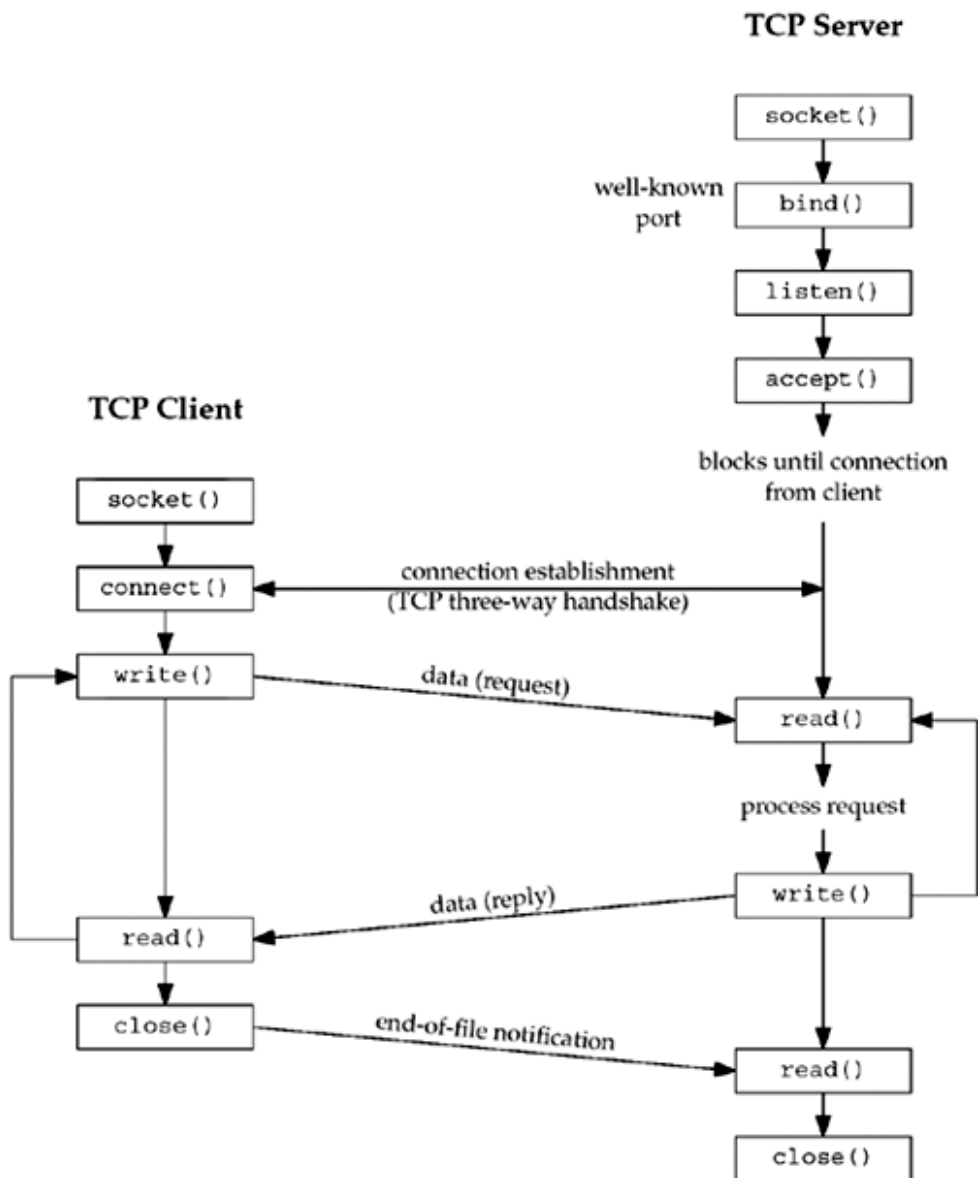 TCP Server
socket()
well-known
port
bind()
listen()
accept()
TCP Client
blocks until connection
from client
socket()
connect()
connection establishment
(TCP three-way handshake)
write()
data (request)
read()
process request
write()
data (reply)
read()
close()
end-of-file notification
read()
close()